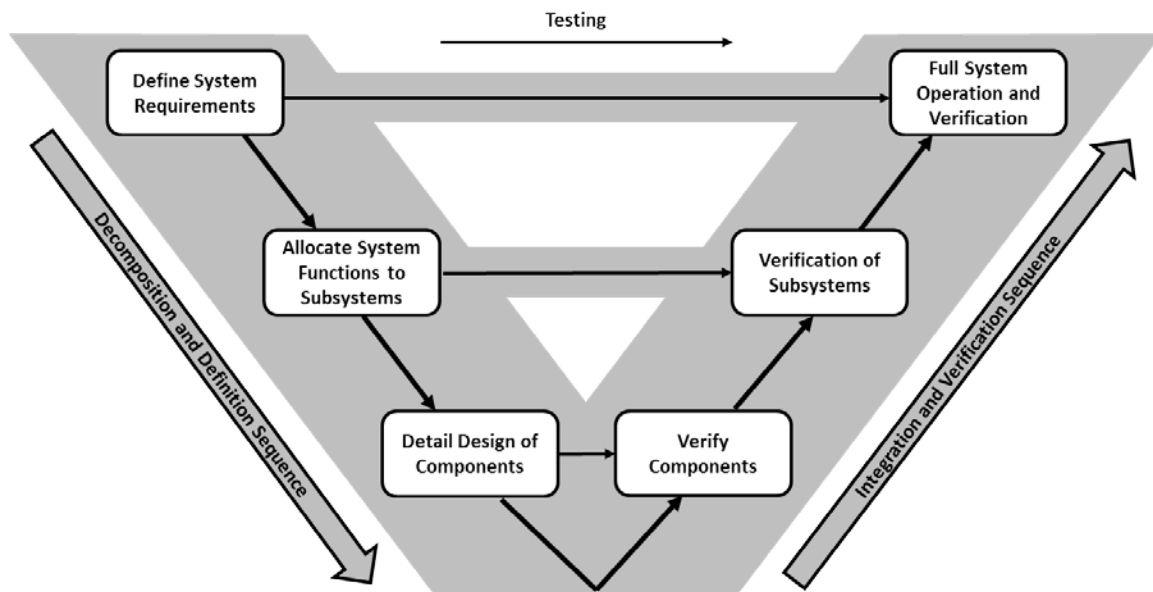 Testing
Define System
Requirements
Full System
Operation and
Verification
Allocate System
Functions to
Subsystems
Verification of
Subsystems
Detail Design of
Components
Verify
Components
Decomposition and Definition Sequence
Integration and Verification Sequence